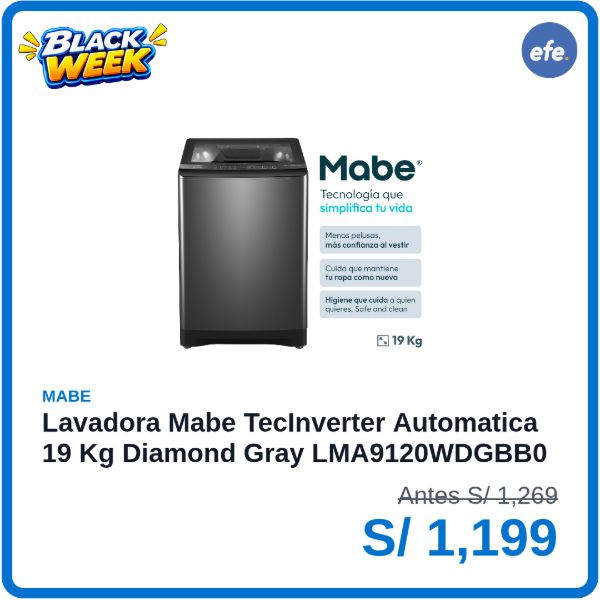 BLACK
WEEK
efe.
Mabe®
Tecnología que
simplifica tu vida
Menos pelusas,
más confianza al vestir
Cuida que mantiene
tu ropa como nueva
Higiene que cuida a quien
quieres, Safe and clean
19 Kg
MABE
Lavadora Mabe TecInverter Automatica
19 Kg Diamond Gray LMA9120WDGBB0
Antes S/ 1,269
S/ 1,199